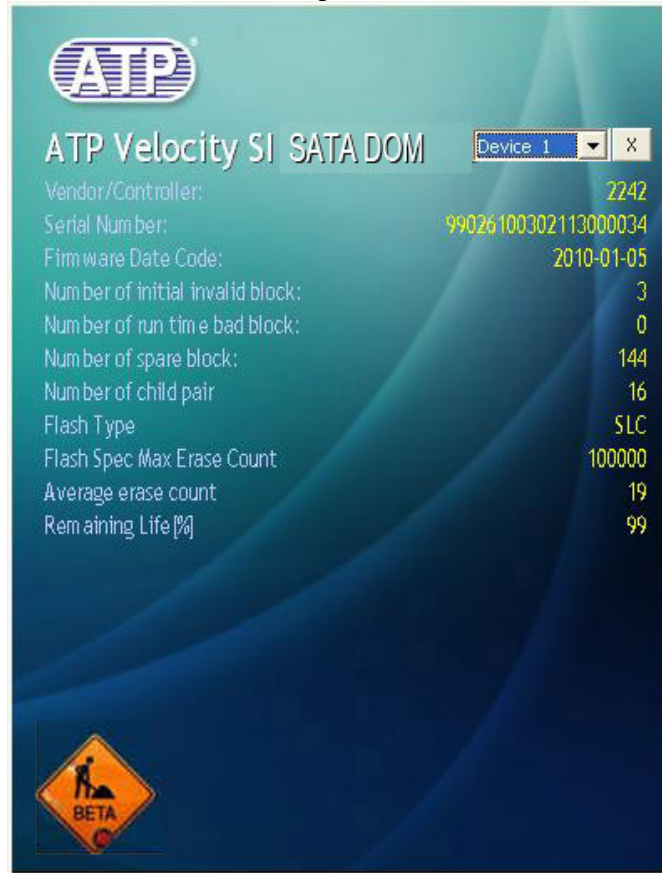 ATP
ATP Velocity SI SATA DOM Device 1 X
Vendor/Controller: 2242
Serial Number: 99026100302113000034
Firmware Date Code: 2010-01-05
Number of initial invalid block: 3
Number of run time bad block: 0
Number of spare block: 144
Number of child pair 16
Flash Type SLC
Flash Spec Max Erase Count 100000
Average erase count 19
Remaining Life [%] 99
BETA